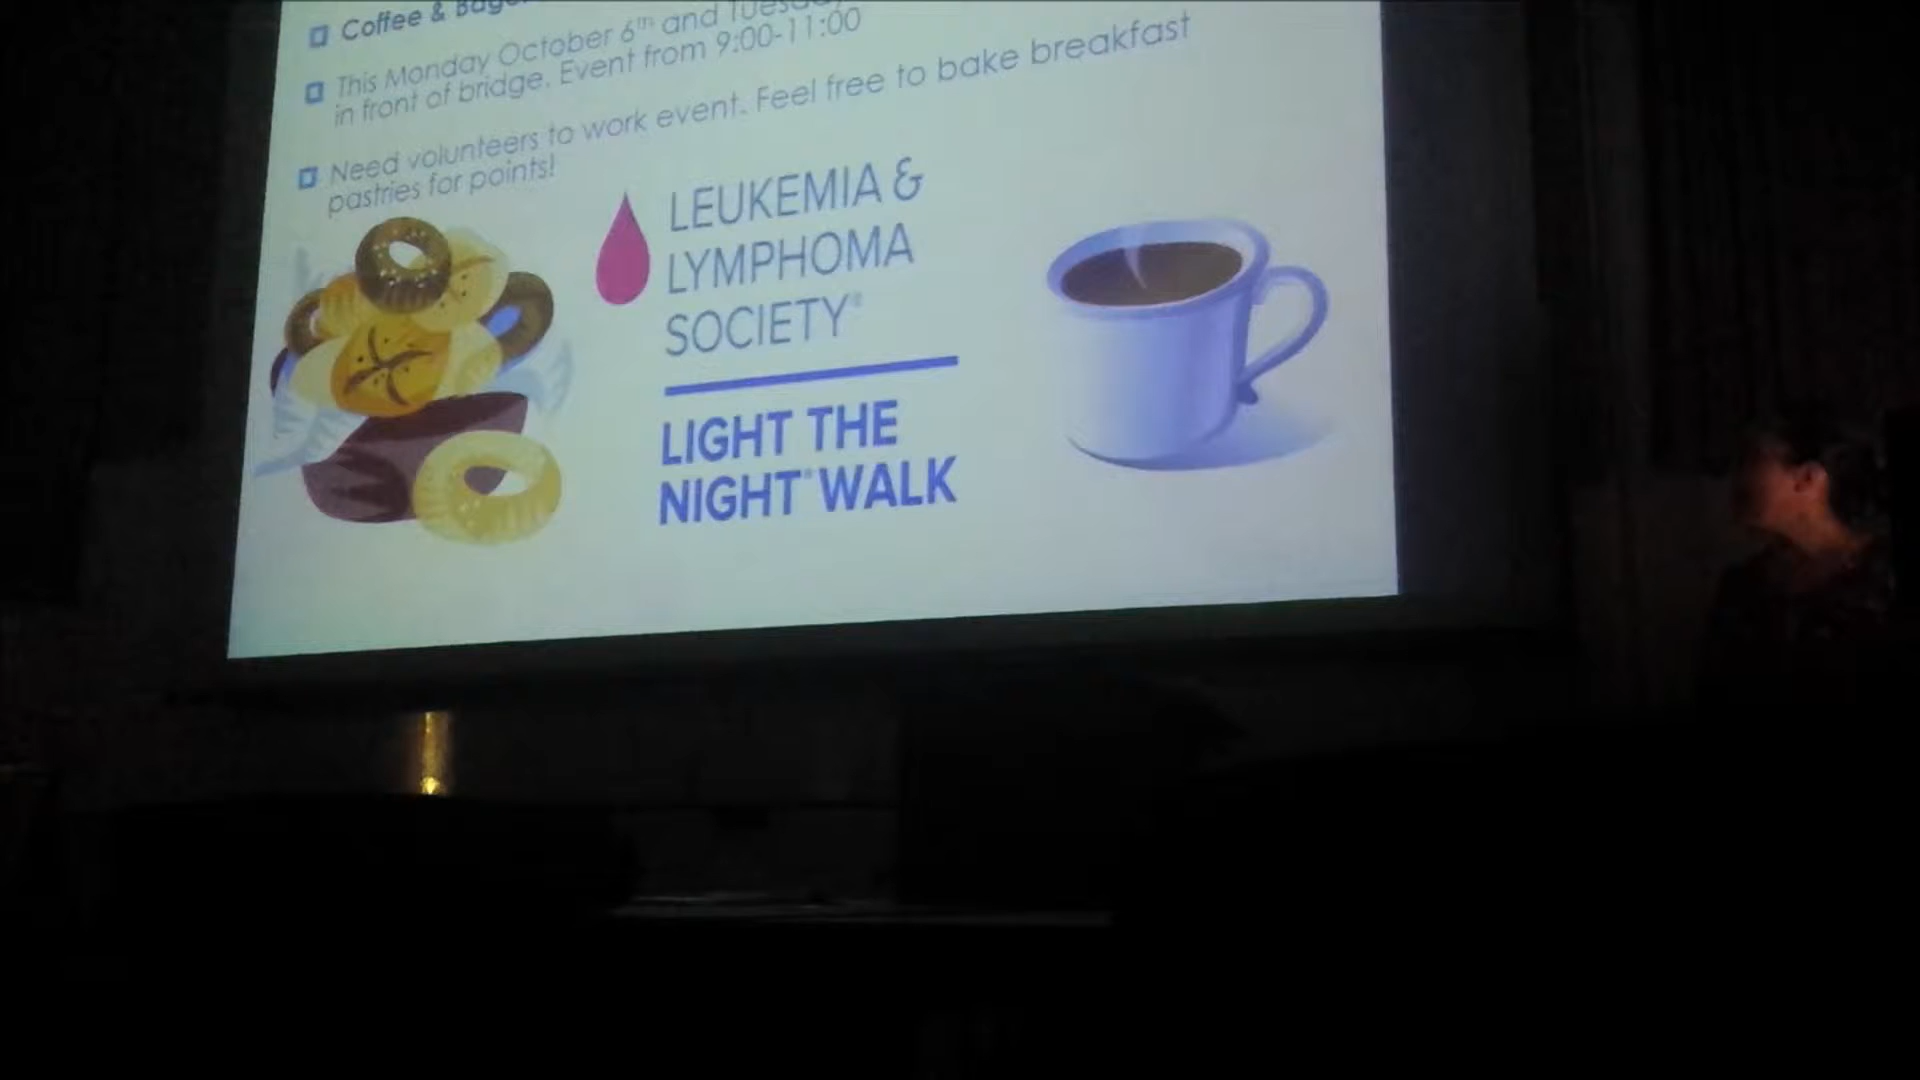 Coffee &
This Monday October 6th and Tuesday
in front of bridge. Event from 9:00-11:00
Need volunteers to work event. Feel free to bake breakfast
pastries for points!
LEUKEMIA &
LYMPHOMA
SOCIETY®
LIGHT THE
NIGHT® WALK